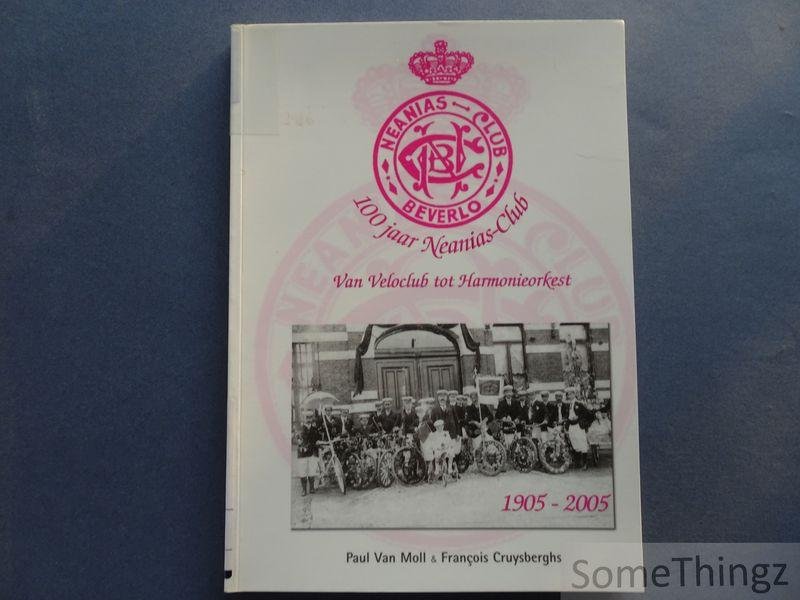 NEANIAS - CLUB
BEVERLO
100 jaar Neanias-Club
Van Veloclub tot Harmonieorkest
1905 - 2005
Paul Van Moll & François Cruysberghs
SomeThingz